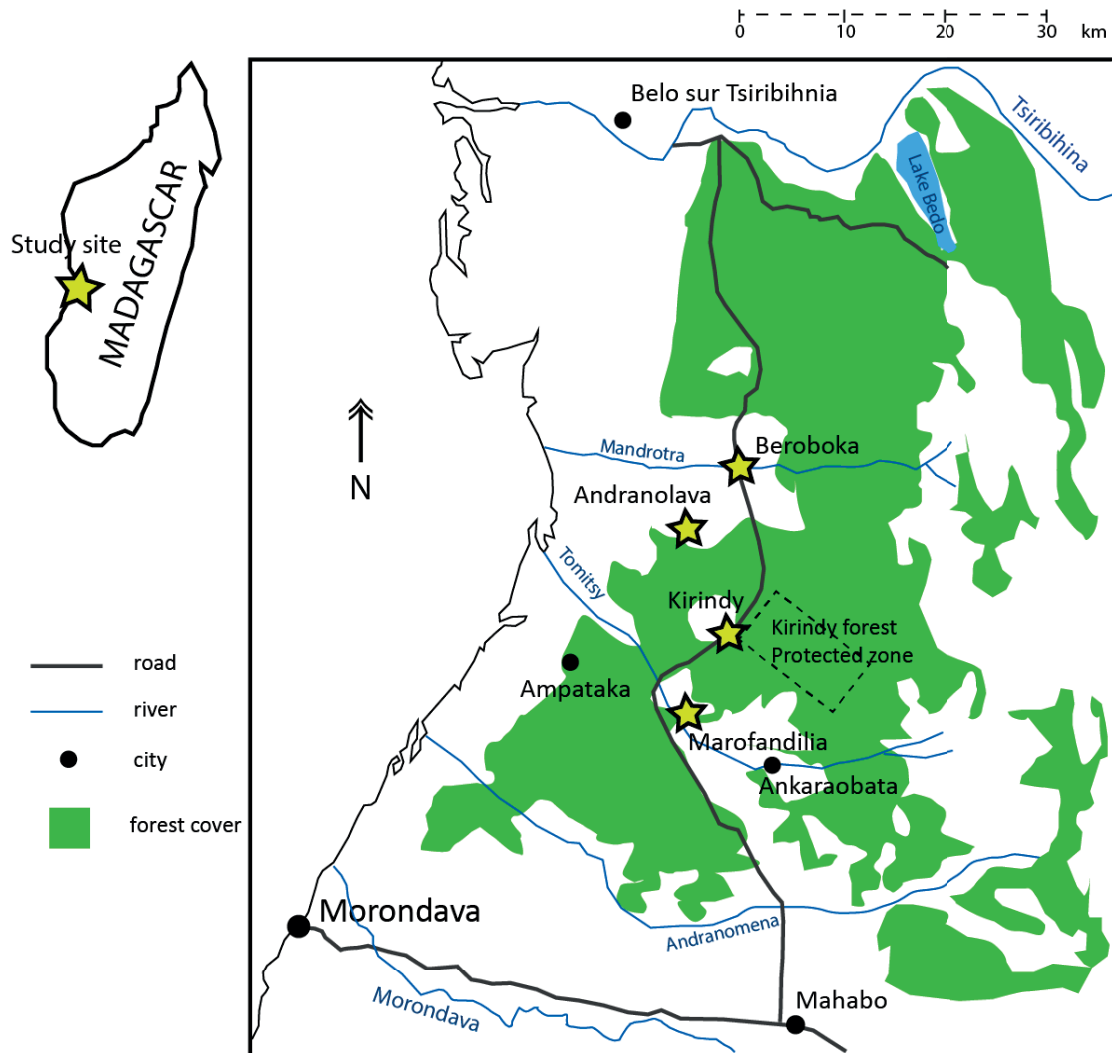 0 10 20 30 km
Study site
MADAGASCAR
Belo sur Tsiribihnia
Tsiribihina
Lake Bedo
Mandrotra
Beroboka
Andranolava
N
Tomitsy
Kirindy
Kirindy forest
Protected zone
Ampataka
Marofandilia
Ankaraobata
road
river
city
forest cover
Morondava
Andranomena
Morondava
Mahabo